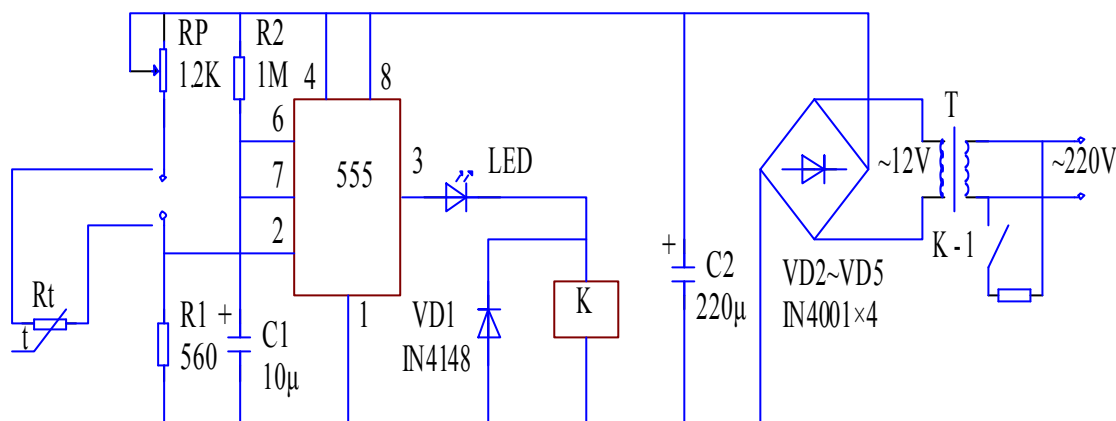 RP
12K
R2
1M
4
8
6
7
2
555
3
LED
1
Rt
t
R1
560
+
C1
10μ
VD1
IN4148
K
+
C2
220μ
~12V
T
~220V
K-1
VD2~VD5
IN4001×4